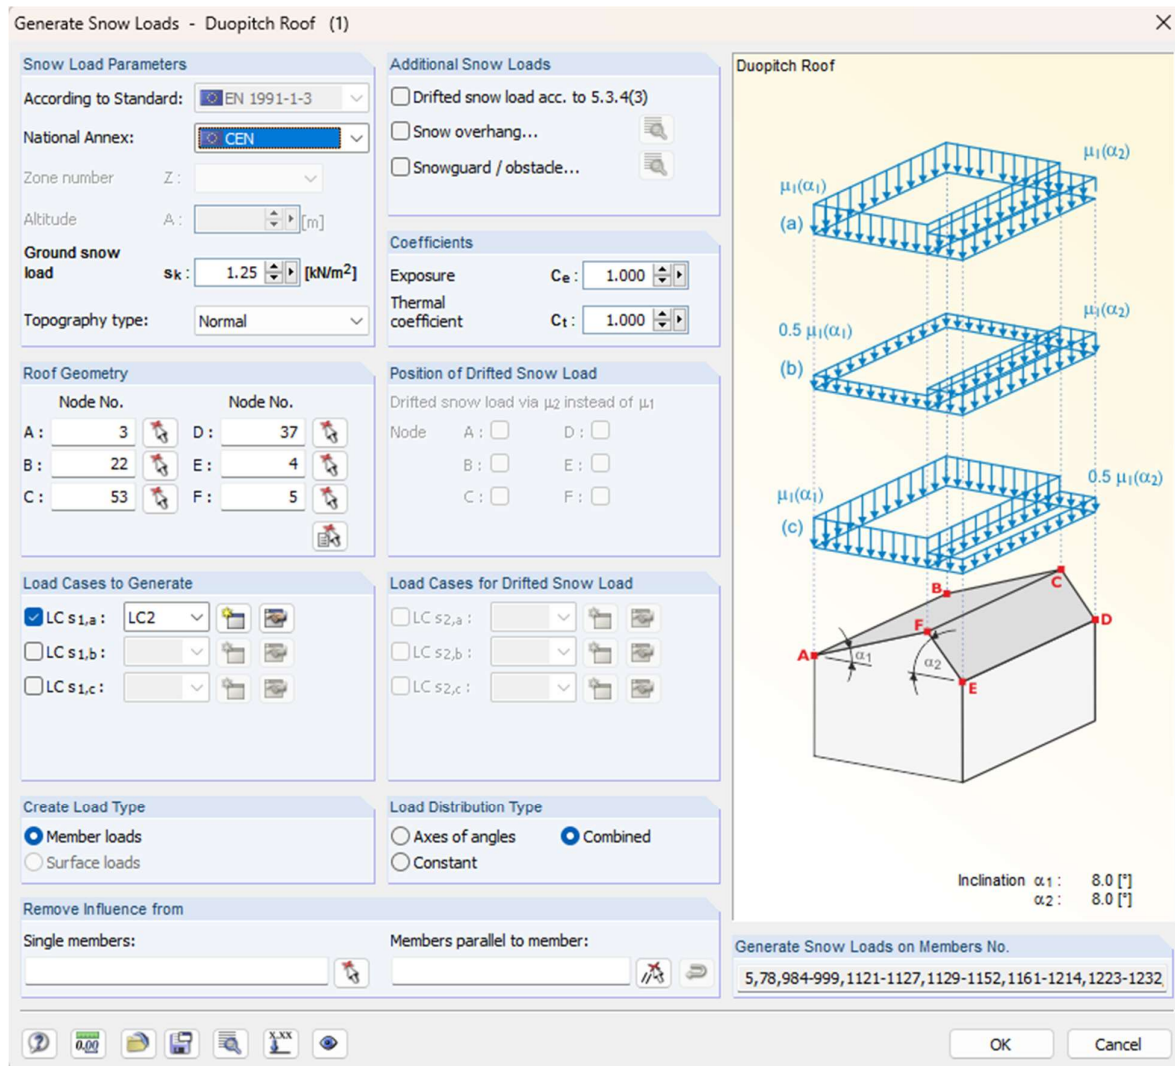 Generate Snow Loads - Duopitch Roof (1)
Snow Load Parameters
According to Standard: EN 1991-1-3
National Annex: CEN
Zone number Z :
Altitude A : [m]
Ground snow
load sk : 1.25 [kN/m2]
Topography type: Normal
Additional Snow Loads
Drifted snow load acc. to 5.3.4(3)
Snow overhang...
Snowguard / obstacle...
Coefficients
Exposure Ce : 1.000
Thermal
coefficient Ct : 1.000
Roof Geometry
Node No. Node No.
A : 3 D : 37
B : 22 E : 4
C : 53 F : 5
Position of Drifted Snow Load
Drifted snow load via μ2 instead of μ1
Node A : D :
B : E :
C : F :
Load Cases to Generate
LC s1,a : LC2
LC s1,b :
LC s1,c :
Load Cases for Drifted Snow Load
LC s2,a :
LC s2,b :
LC s2,c :
Create Load Type
Member loads
Surface loads
Load Distribution Type
Axes of angles Combined
Constant
Remove Influence from
Single members: Members parallel to member:
Duopitch Roof
μ1(α2)
μ1(α1)
(a)
μ1(α2)
0.5 μ1(α1)
(b)
0.5 μ1(α2)
μ1(α1)
(c)
B C
F D
A α1 α2
E
Inclination α1 : 8.0 [°]
α2 : 8.0 [°]
Generate Snow Loads on Members No.
5,78,984-999,1121-1127,1129-1152,1161-1214,1223-1232,
0.00 x.xx
OK Cancel